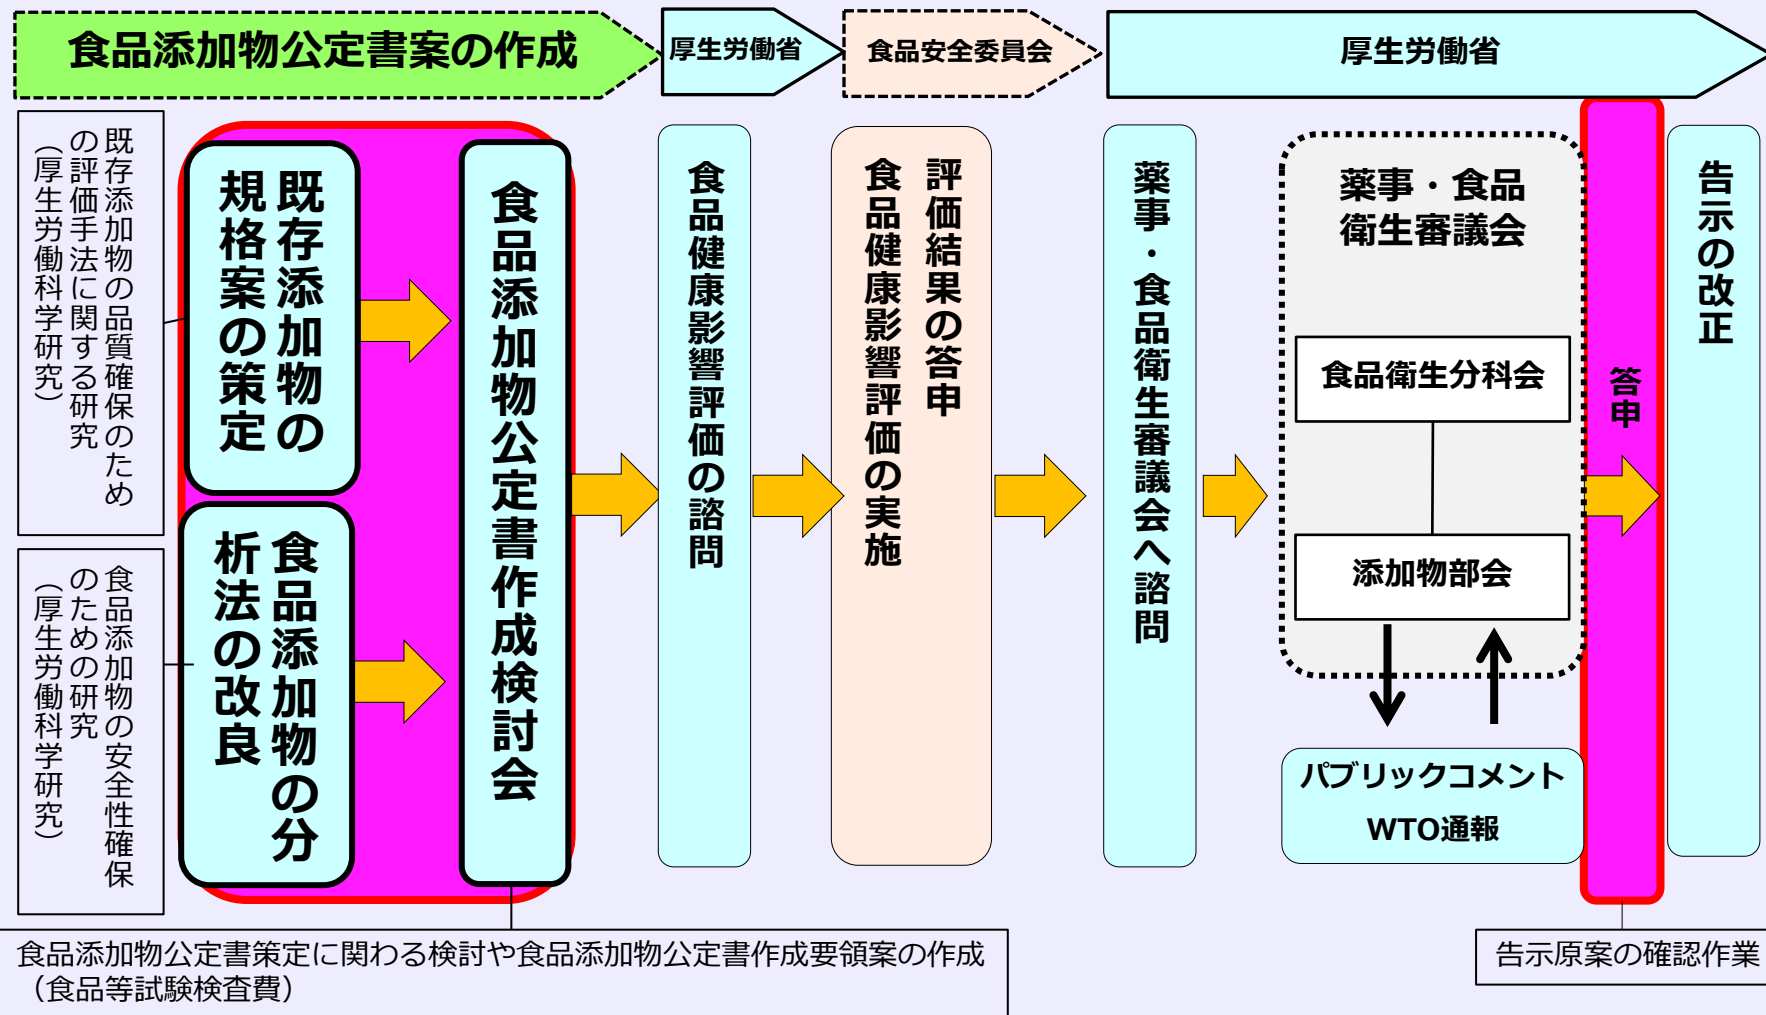 食品添加物公定書案の作成
厚生労働省
食品安全委員会
厚生労働省
既存添加物の品質確保のため
の評価手法に関する研究
（厚生労働科学研究）
食品添加物の安全性確保
のための研究
（厚生労働科学研究）
既存添加物の
規格案の策定
食品添加物の分
析法の改良
食品添加物公定書作成検討会
食品健康影響評価の諮問
評価結果の答申
食品健康影響評価の実施
薬事・食品衛生審議会へ諮問
薬事・食品
衛生審議会
食品衛生分科会
添加物部会
パブリックコメント
WTO通報
答申
告示の改正
食品添加物公定書策定に関わる検討や食品添加物公定書作成要領案の作成
（食品等試験検査費）
告示原案の確認作業